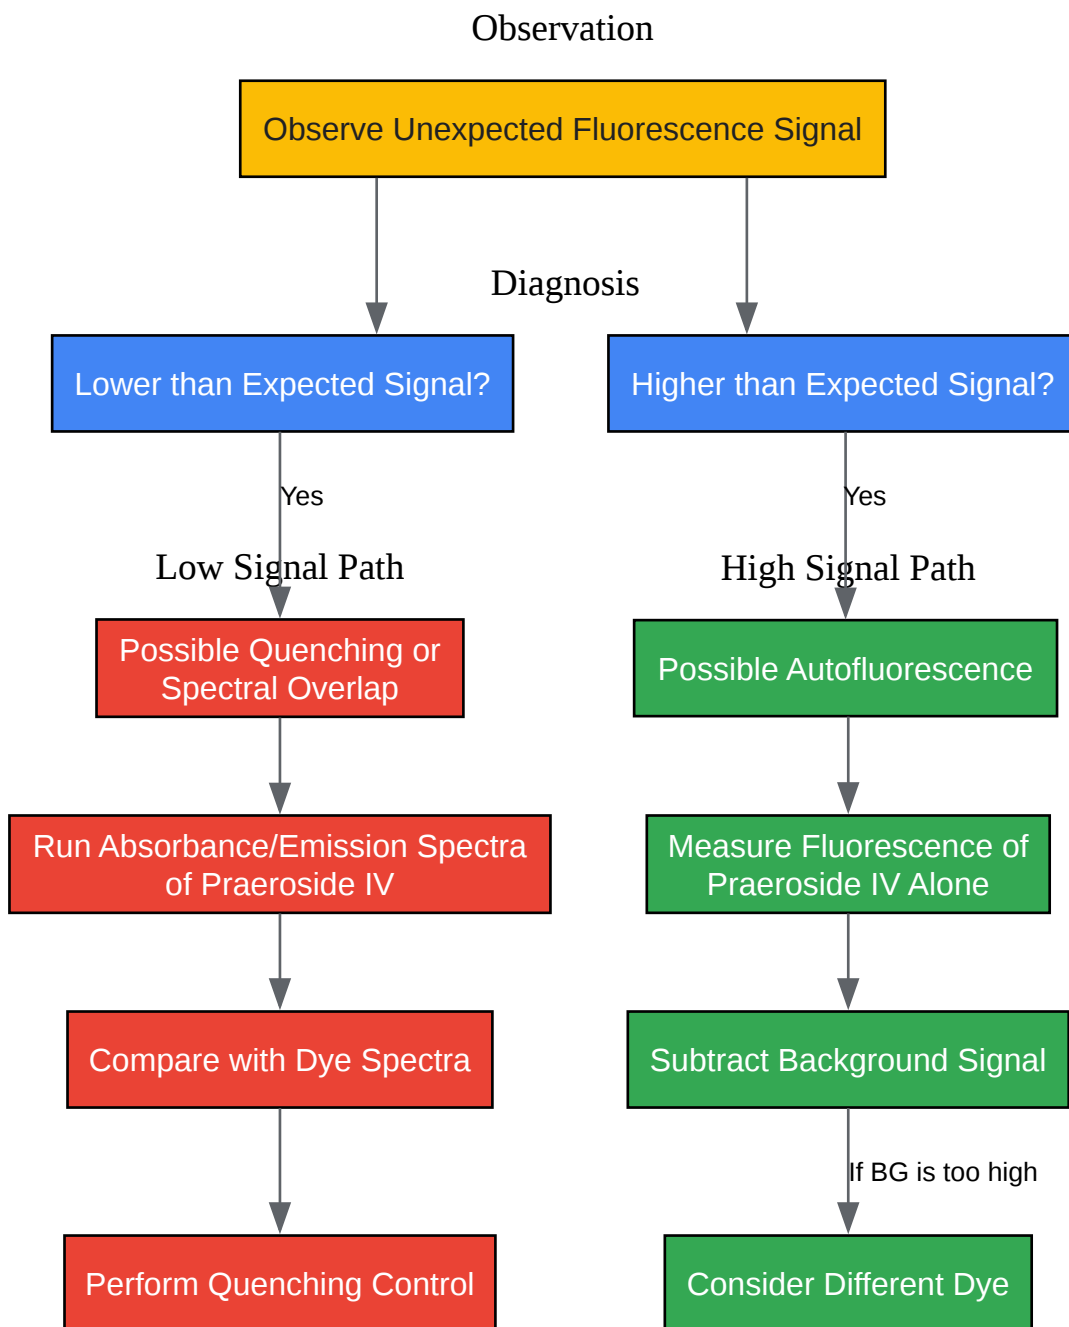 Observation
Observe Unexpected Fluorescence Signal
Diagnosis
Lower than Expected Signal?
Higher than Expected Signal?
Yes
Yes
Low Signal Path
High Signal Path
Possible Quenching or
Spectral Overlap
Possible Autofluorescence
Run Absorbance/Emission Spectra
of Praeroside IV
Measure Fluorescence of
Praeroside IV Alone
Compare with Dye Spectra
Subtract Background Signal
If BG is too high
Perform Quenching Control
Consider Different Dye